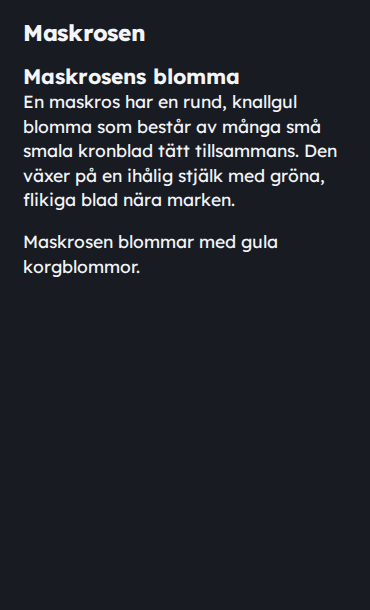 Maskrosen
Maskrosens blomma
En maskros har en rund, knallgul
blomma som består av många små
smala kronblad tätt tillsammans. Den
växer på en ihålig stjälk med gröna,
flikiga blad nära marken.
Maskrosen blommar med gula
korgblommor.